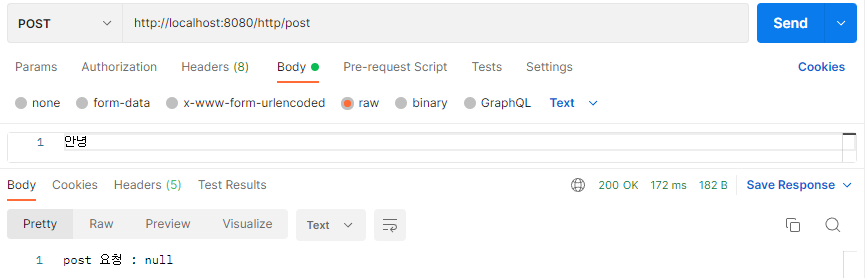 POST http://localhost:8080/http/post Send
Params Authorization Headers (8) Body Pre-request Script Tests Settings Cookies
none form-data x-www-form-urlencoded raw binary GraphQL Text
1 안녕
Body Cookies Headers (5) Test Results 200 OK 172 ms 182 B Save Response
Pretty Raw Preview Visualize Text
1 post 요청 : null